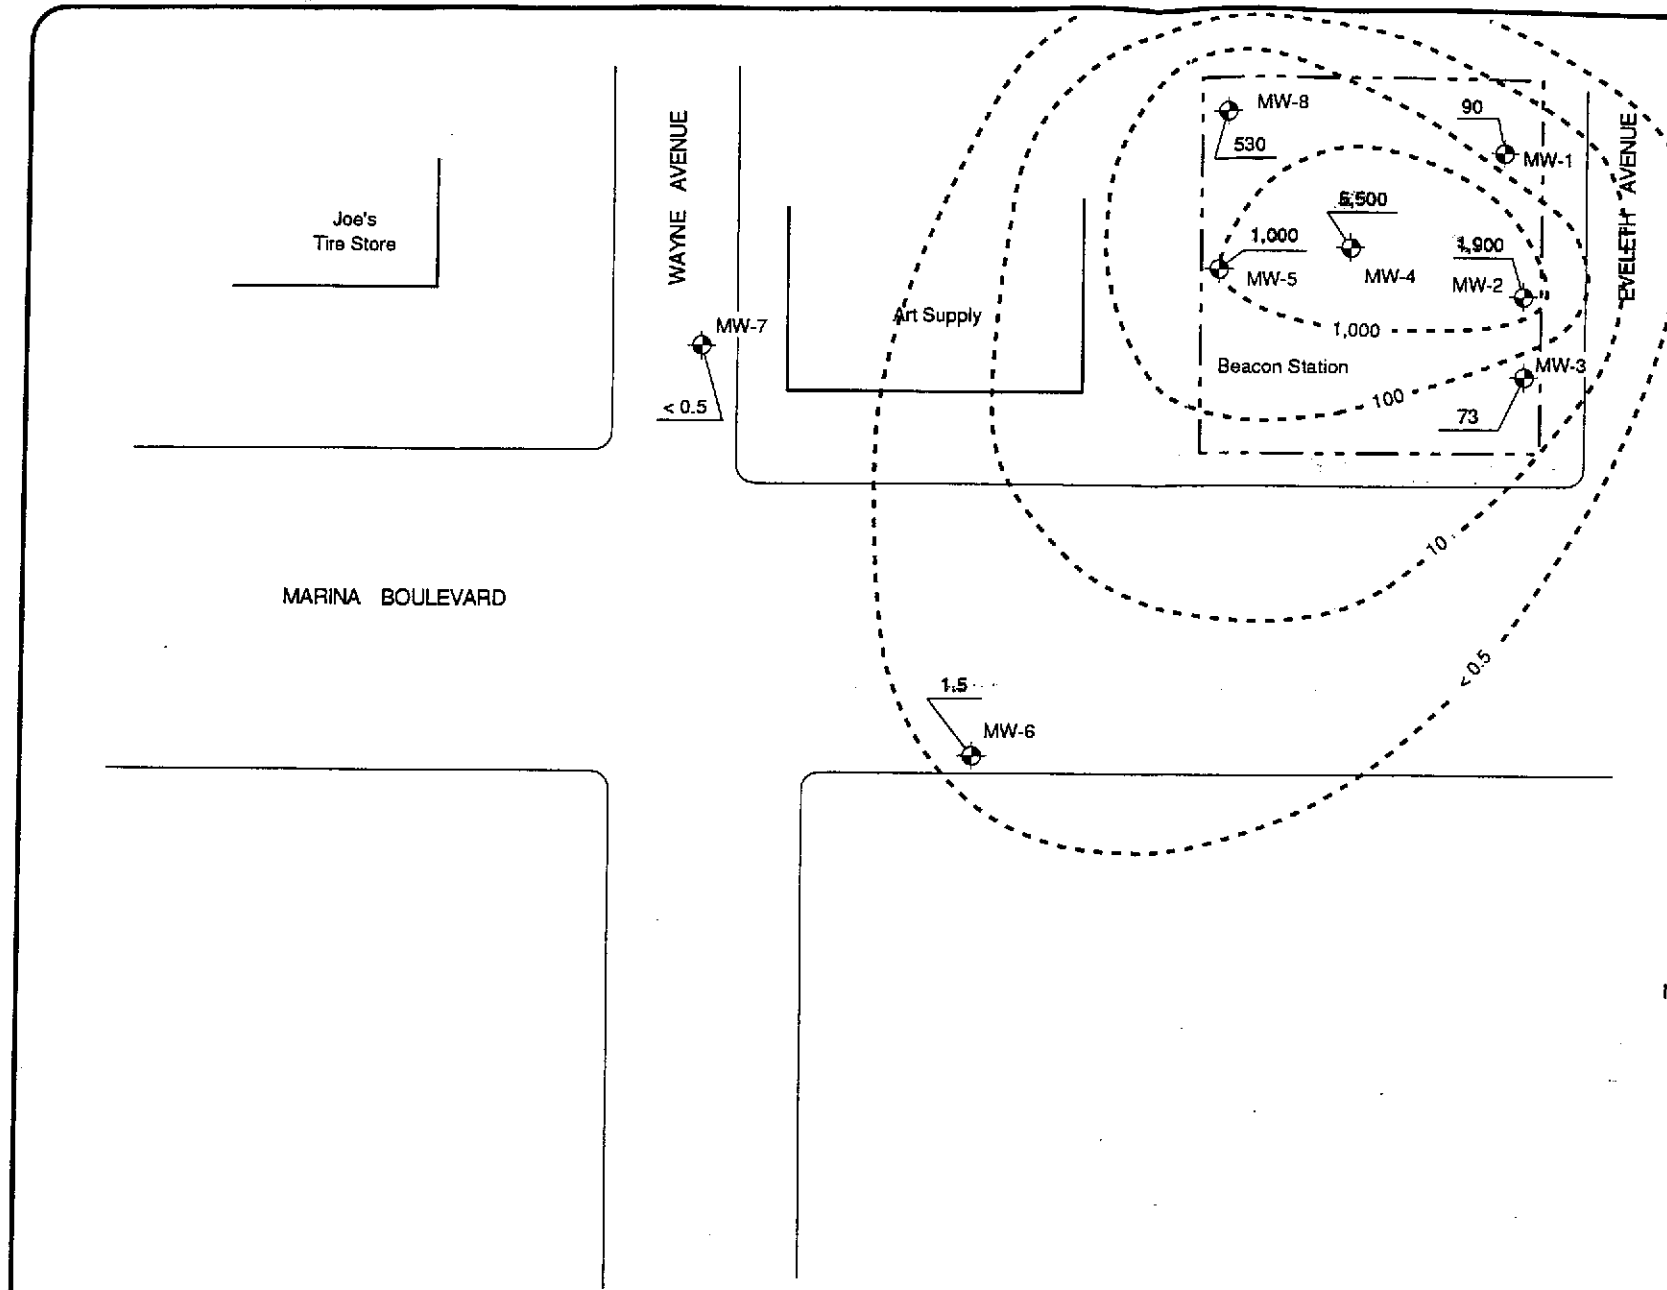 MW-8
90
530
MW-1
WAYNE AVENUE
EVELETH AVENUE
Joe's
Tire Store
1,000
1,900
MW-5
MW-4
MW-2
Art Supply
MW-7
1,000
Beacon Station
MW-3
100
< 0.5
73
10
MARINA BOULEVARD
< 0.5
1.5
MW-6